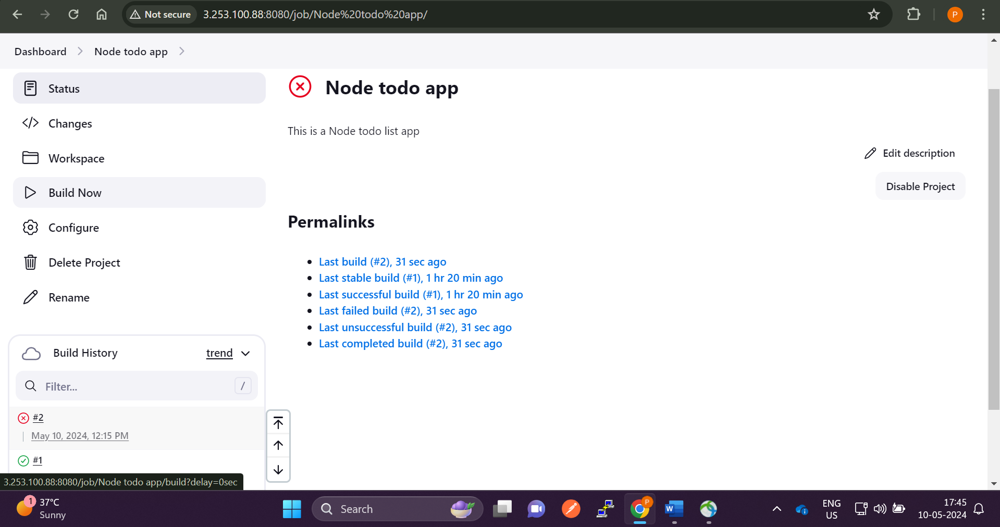 Not secure
3.253.100.88:8080/job/Node%20todo%20app/
P
Dashboard
Node todo app
Status
Changes
Workspace
Build Now
Configure
Delete Project
Rename
Node todo app
This is a Node todo list app
Edit description
Disable Project
Permalinks
Last build (#2), 31 sec ago
Last stable build (#1), 1 hr 20 min ago
Last successful build (#1), 1 hr 20 min ago
Last failed build (#2), 31 sec ago
Last unsuccessful build (#2), 31 sec ago
Last completed build (#2), 31 sec ago
Build History
trend
Filter...
/
#2
May 10, 2024, 12:15 PM
#1
3.253.100.88:8080/job/Node todo app/build?delay=0sec
1
37°C
Sunny
Search
P
W
ENG
US
17:45
10-05-2024